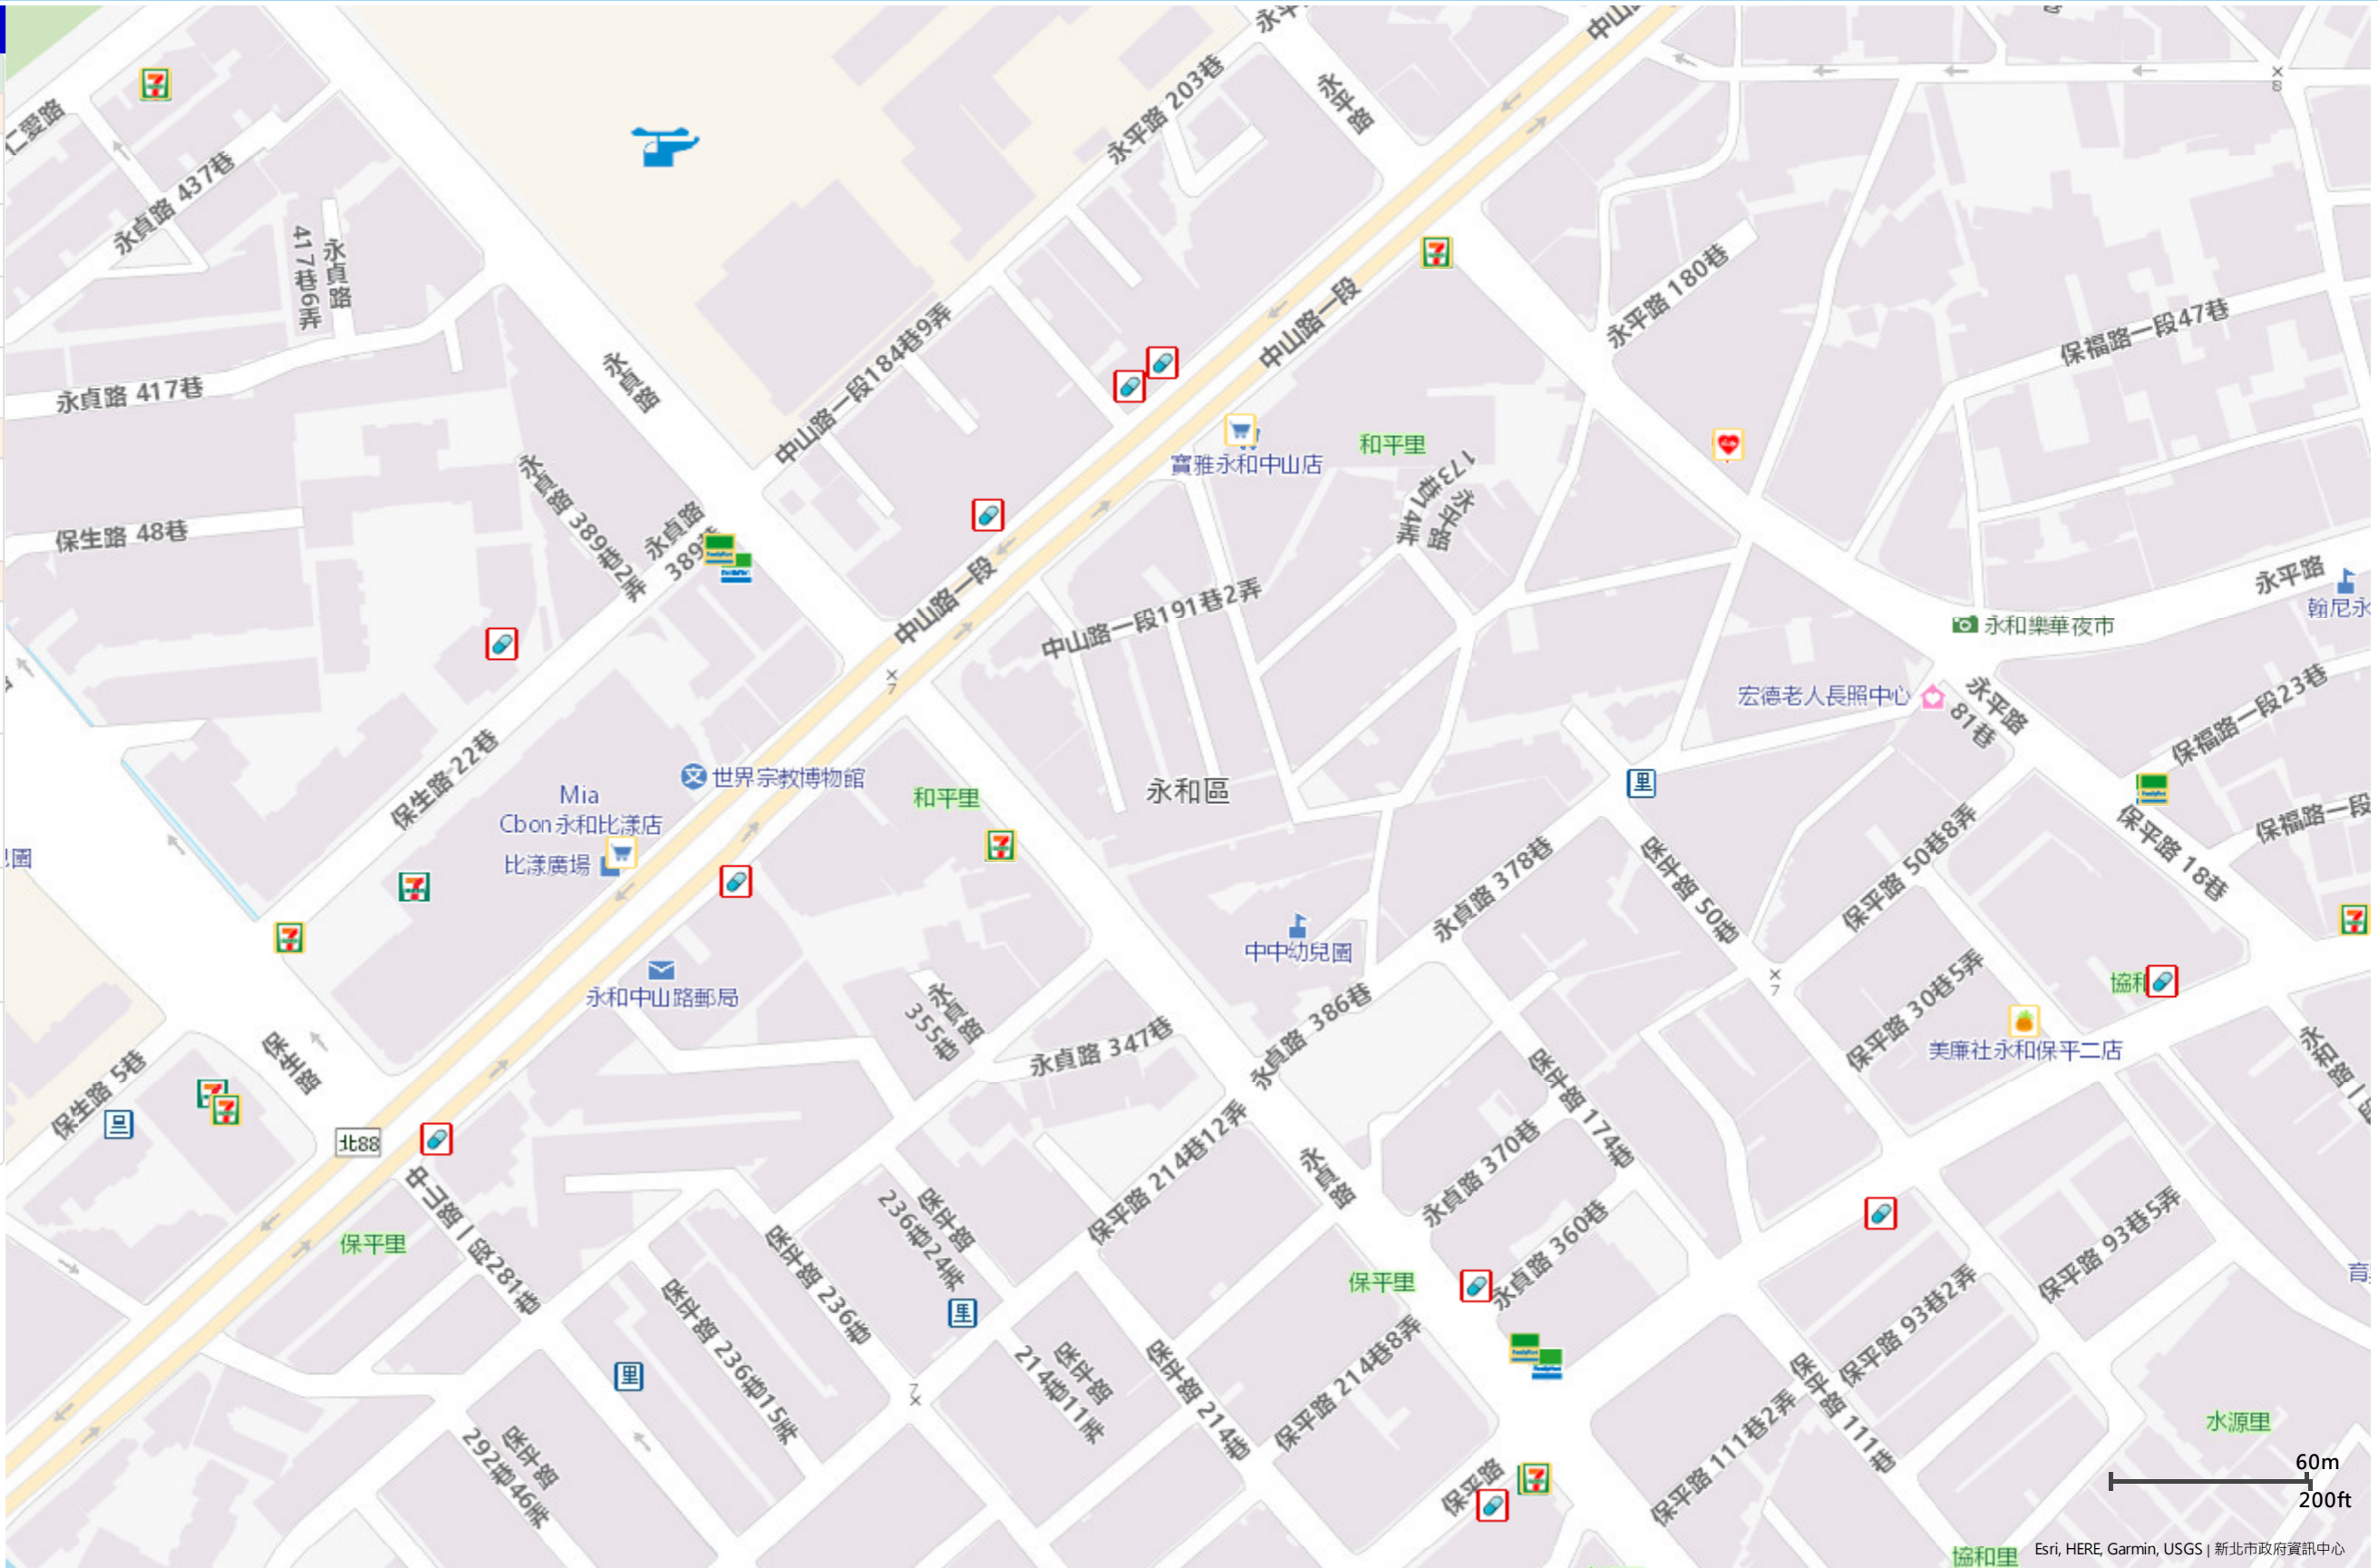 中山路
永平路 203巷
永平路
仁愛路
永貞路 437巷
永貞路
417巷6弄
永平路 180巷
中山路一段
保福路一段47巷
中山路一段184巷9弄
永貞路
永貞路 417巷
寶雅永和中山店
和平里
永平路
173巷14弄
永貞路 389巷2弄
永貞路
保生路 48巷
中山路一段
中山路一段191巷2弄
永平路
翰尼永
永和樂華夜市
宏德老人長照中心
永平路
81巷
保福路一段23巷
保生路 22巷
世界宗教博物館
Mia
Cbon永和比漾店
比漾廣場
和平里
永和區
7
保平路 50巷8弄
保平路 18巷
保福路一段
兒園
永貞路 378巷
保平路 50巷
中中幼兒園
永和中山路郵局
永貞路
355巷
永貞路 347巷
永貞路 386巷
保平路 30巷5弄
7
美廉社永和保平二店
永和路一段
保生路
保生路 5巷
里
北88
保平路 174巷
永貞路 370巷
保平路 214巷12弄
永貞路
中山路一段281巷
保平里
保平路
236巷24弄
保平路 236巷
里
保平里
永貞路 360巷
保平路 93巷5弄
保平路 93巷2弄
保平路 236巷15弄
里
保平路
214巷11弄
保平路 214巷
保平路 214巷8弄
保平路 111巷
保平路 111巷2弄
水源里
7
保平路
292巷46弄
保平路
60m
200ft
協和里
Esri, HERE, Garmin, USGS | 新北市政府資訊中心